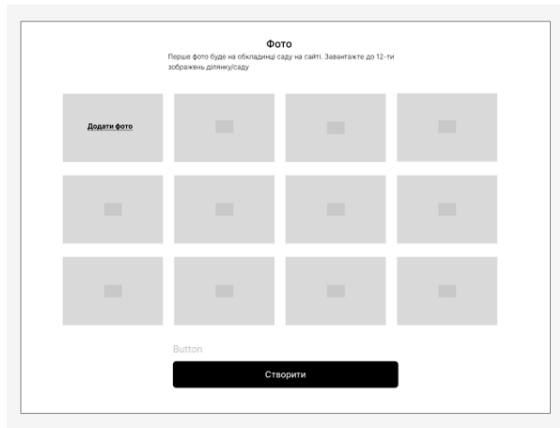 Фото
Перше фото буде на обкладинці саду на сайті. Завантажте до 12-ти
зображень ділянку/саду
Додати фото
Button
Створити